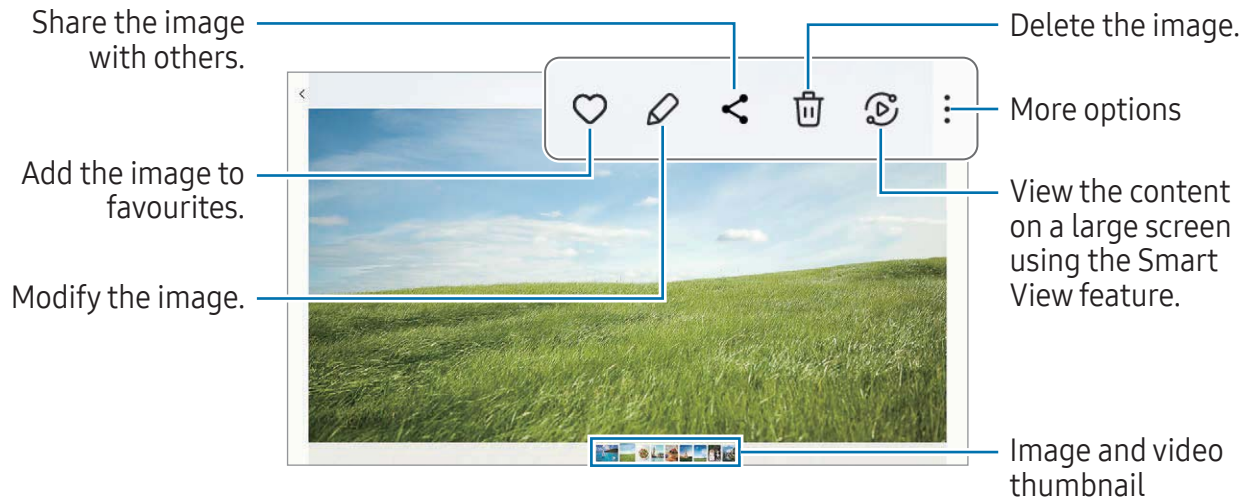 Share the image
with others.
Delete the image.
More options
Add the image to
favourites.
View the content
on a large screen
using the Smart
View feature.
Modify the image.
Image and video
thumbnail